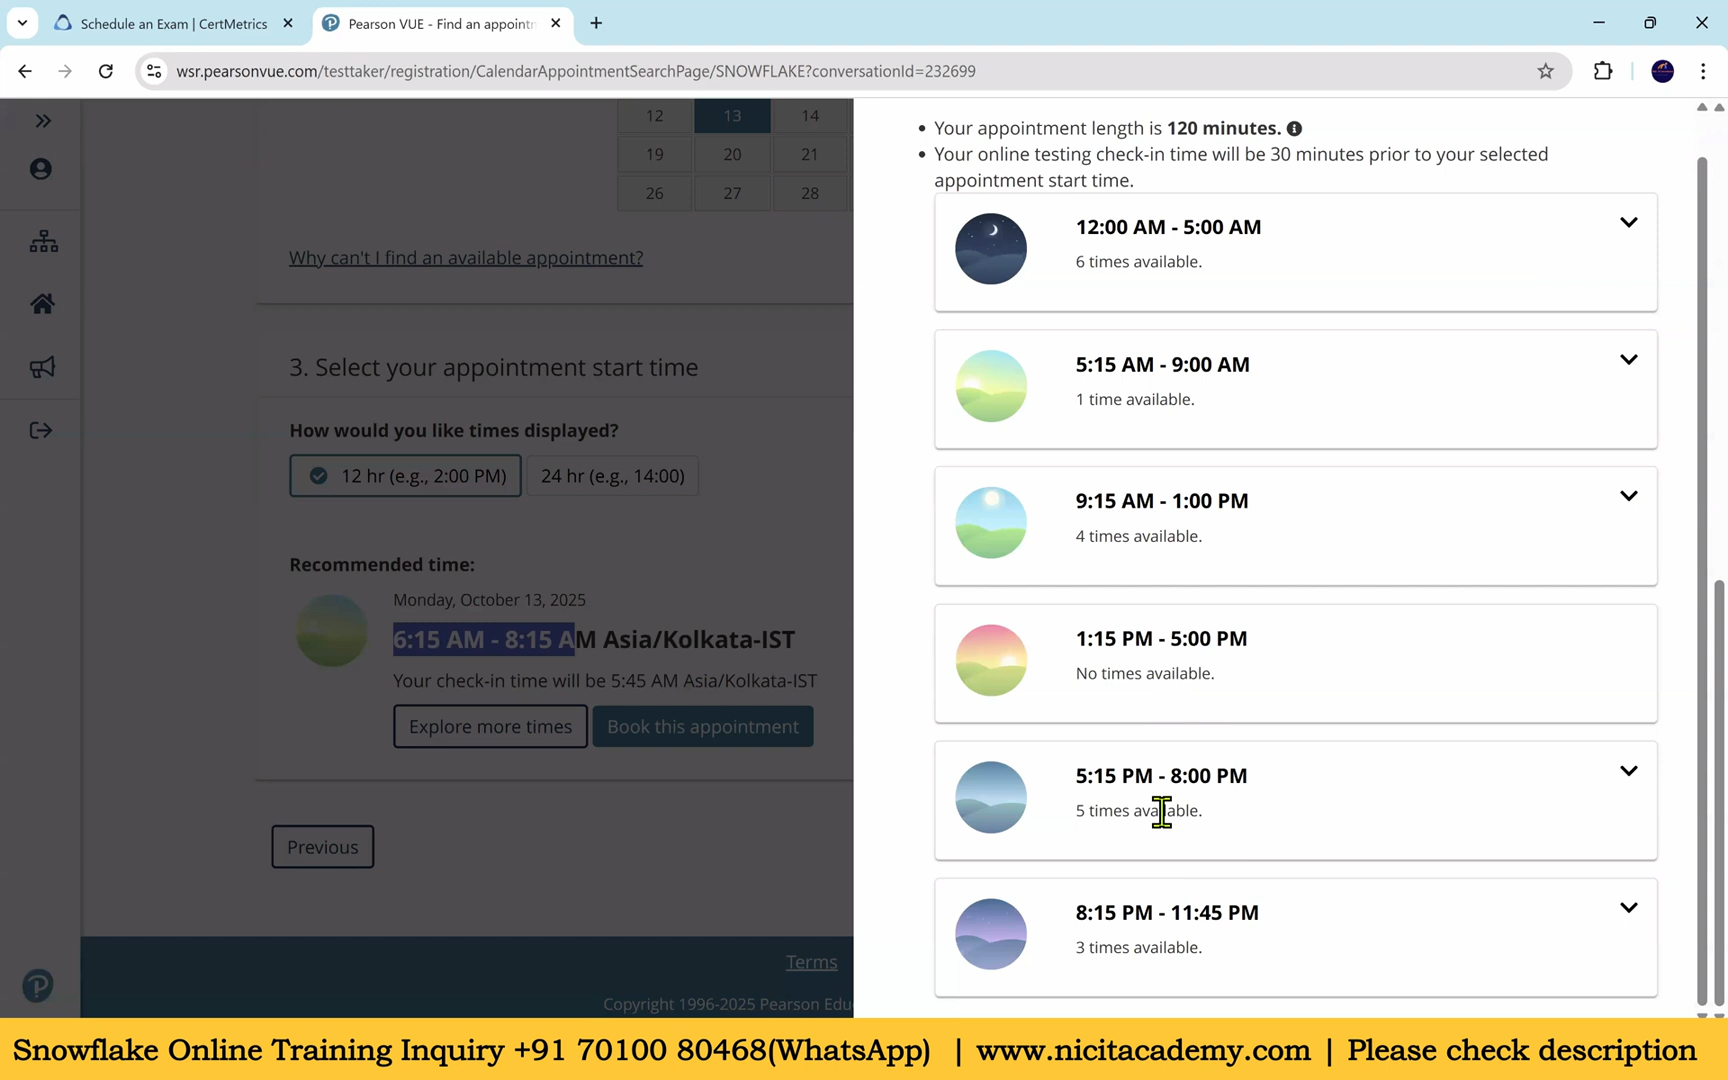 Schedule an Exam | CertMetrics
Pearson VUE - Find an appointm
wsr.pearsonvue.com/testtaker/registration/CalendarAppointmentSearchPage/SNOWFLAKE?conversationId=232699
12 13 14
19 20 21
26 27 28
Why can't I find an available appointment?
3. Select your appointment start time
How would you like times displayed?
12 hr (e.g., 2:00 PM)
24 hr (e.g., 14:00)
Recommended time:
Monday, October 13, 2025
6:15 AM - 8:15 AM Asia/Kolkata-IST
Your check-in time will be 5:45 AM Asia/Kolkata-IST
Explore more times
Book this appointment
Previous
Terms
Copyright 1996-2025 Pearson Edu
• Your appointment length is 120 minutes.
• Your online testing check-in time will be 30 minutes prior to your selected
appointment start time.
12:00 AM - 5:00 AM
6 times available.
5:15 AM - 9:00 AM
1 time available.
9:15 AM - 1:00 PM
4 times available.
1:15 PM - 5:00 PM
No times available.
5:15 PM - 8:00 PM
5 times available.
8:15 PM - 11:45 PM
3 times available.
Snowflake Online Training Inquiry +91 70100 80468(WhatsApp) | www.nicitacademy.com | Please check description